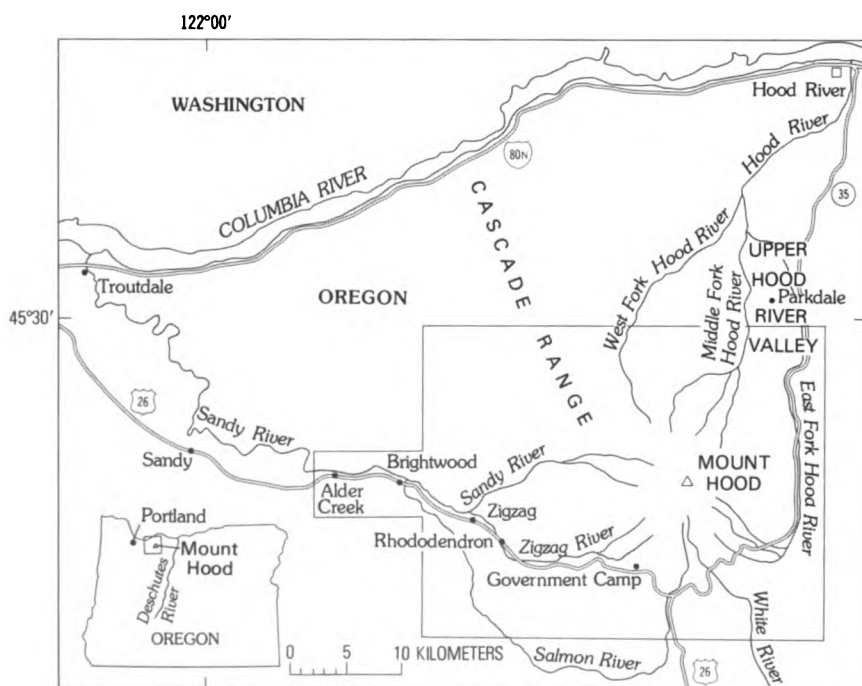 122°00'
WASHINGTON
Hood River
Hood River
80N
COLUMBIA RIVER
CASCADE RANGE
35
Troutdale
OREGON
West Fork Hood River
Middle Fork
Hood River
UPPER
HOOD
Parkdale
RIVER
VALLEY
45°30'
26
Sandy River
Sandy
East Fork Hood River
Brightwood
Sandy River
MOUNT
HOOD
Alder
Creek
Zigzag
Rhododendron
Zigzag River
Government Camp
Portland
Mount
Hood
Deschutes
River
OREGON
0 5 10 KILOMETERS
Salmon River
White River
26